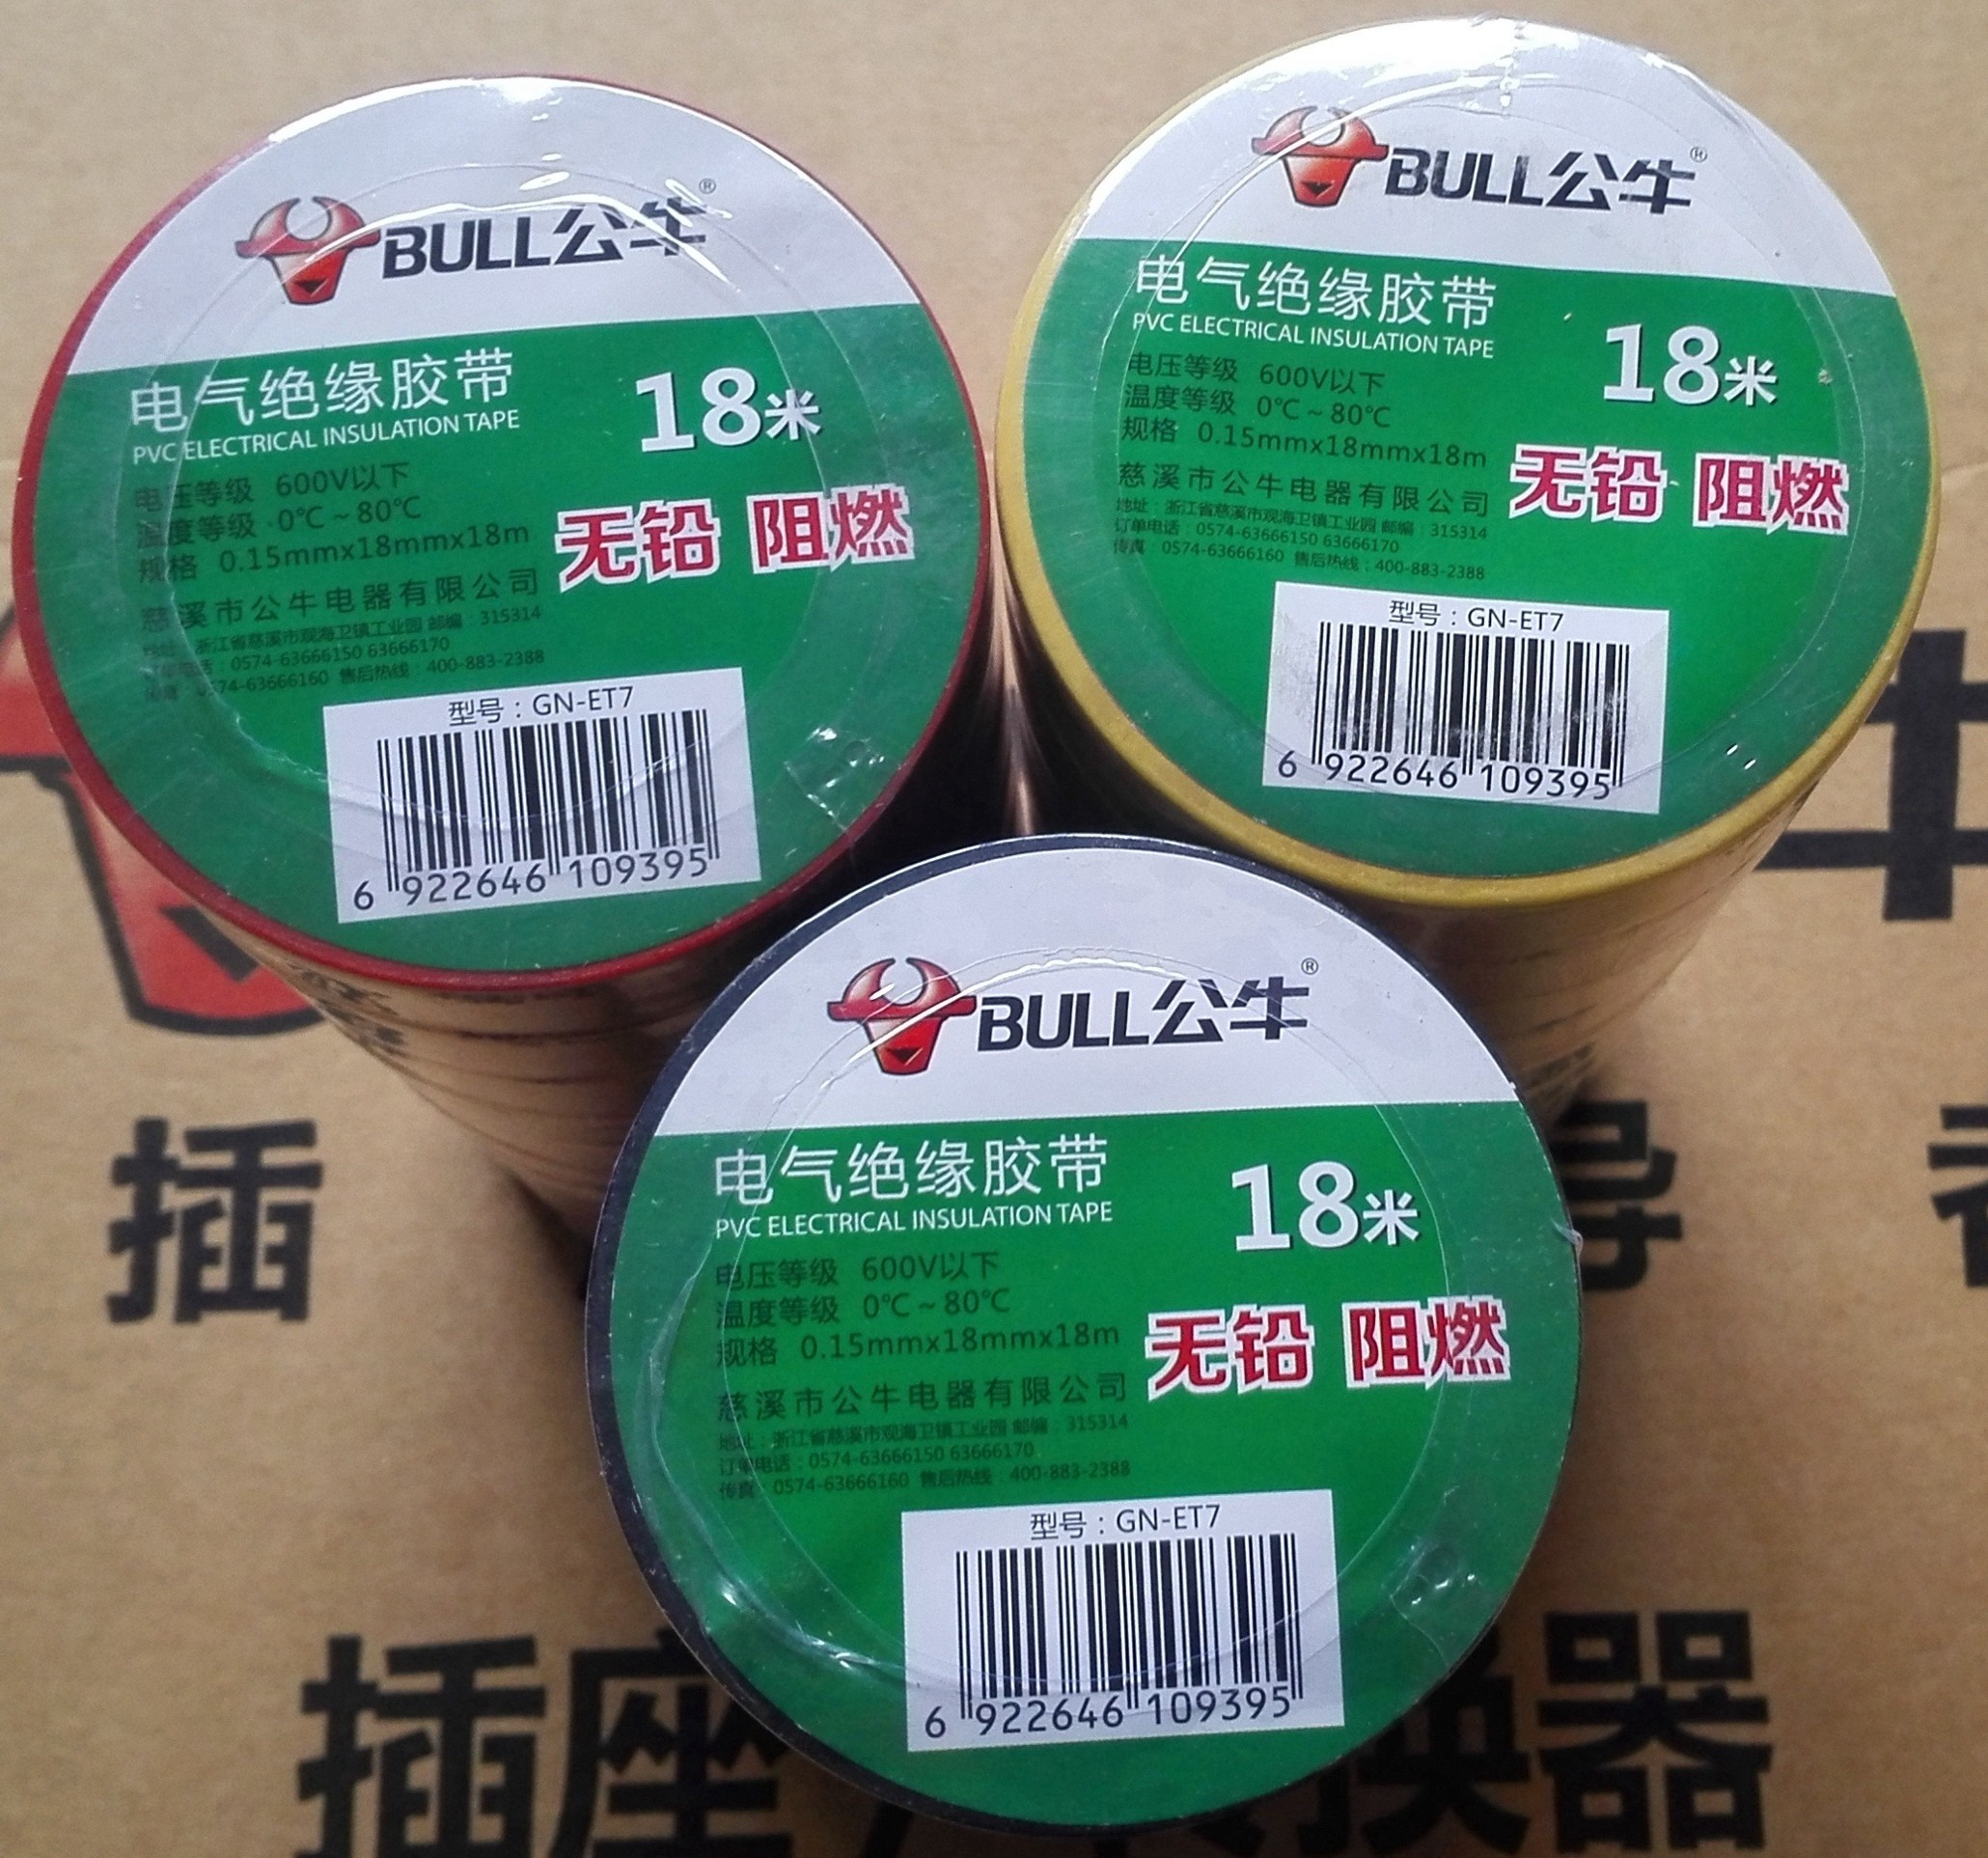 BULL公牛®
电气绝缘胶带
PVC ELECTRICAL INSULATION TAPE
18米
电压等级 600V以下
温度等级 0℃~80℃
规格 0.15mmx18mmx18m
无铅 阻燃
慈溪市公牛电器有限公司
地址：浙江省慈溪市观海卫镇工业园 邮编：315314
订单电话：0574-63666150 63666170
传真：0574-63666160 售后热线：400-883-2388
型号：GN-ET7
6 922646 109395
BULL公牛®
电气绝缘胶带
PVC ELECTRICAL INSULATION TAPE
18米
电压等级 600V以下
温度等级 0℃~80℃
规格 0.15mmx18mmx18m
无铅 阻燃
慈溪市公牛电器有限公司
地址：浙江省慈溪市观海卫镇工业园 邮编：315314
订单电话：0574-63666150 63666170
传真：0574-63666160 售后热线：400-883-2388
型号：GN-ET7
6 922646 109395
BULL公牛®
电气绝缘胶带
PVC ELECTRICAL INSULATION TAPE
18米
电压等级 600V以下
温度等级 0℃~80℃
规格 0.15mmx18mmx18m
无铅 阻燃
慈溪市公牛电器有限公司
地址：浙江省慈溪市观海卫镇工业园 邮编：315314
订单电话：0574-63666150 63666170
传真：0574-63666160 售后热线：400-883-2388
型号：GN-ET7
6 922646 109395
牛
插
插座 换器